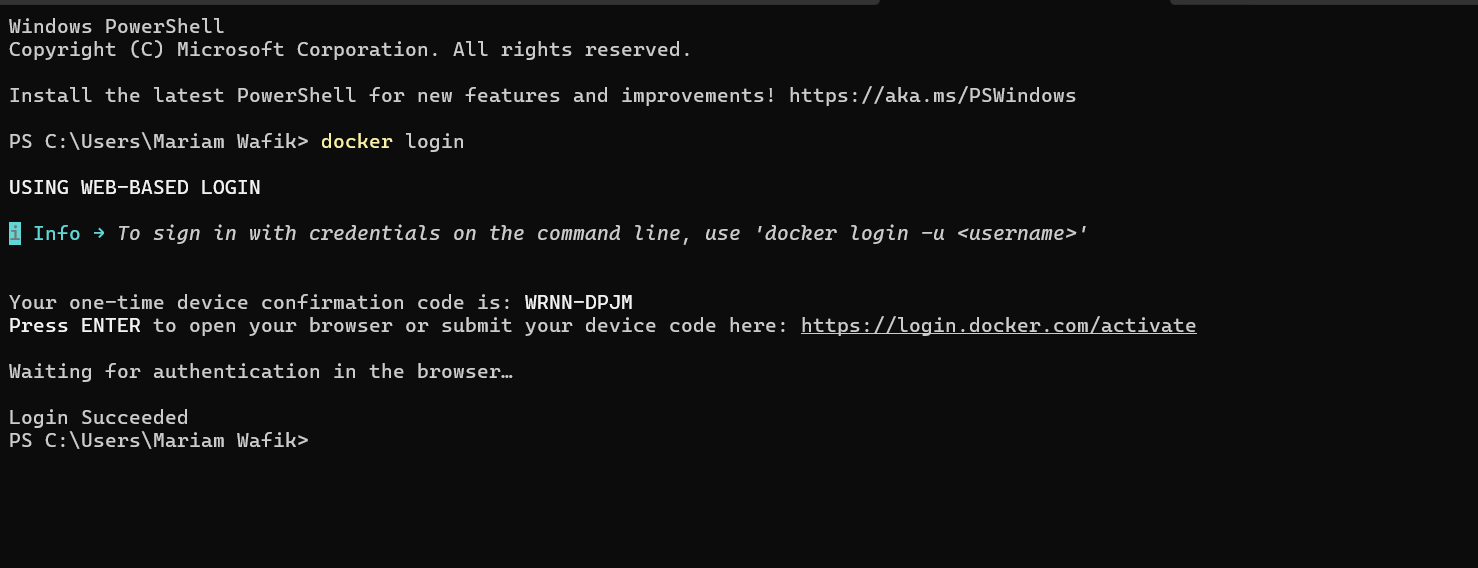 Windows PowerShell
Copyright (C) Microsoft Corporation. All rights reserved.
Install the latest PowerShell for new features and improvements! https://aka.ms/PSWindows
PS C:\Users\Mariam Wafik> docker login
USING WEB-BASED LOGIN
i Info → To sign in with credentials on the command line, use 'docker login -u <username>'
Your one-time device confirmation code is: WRNN-DPJM
Press ENTER to open your browser or submit your device code here: https://login.docker.com/activate
Waiting for authentication in the browser…
Login Succeeded
PS C:\Users\Mariam Wafik>